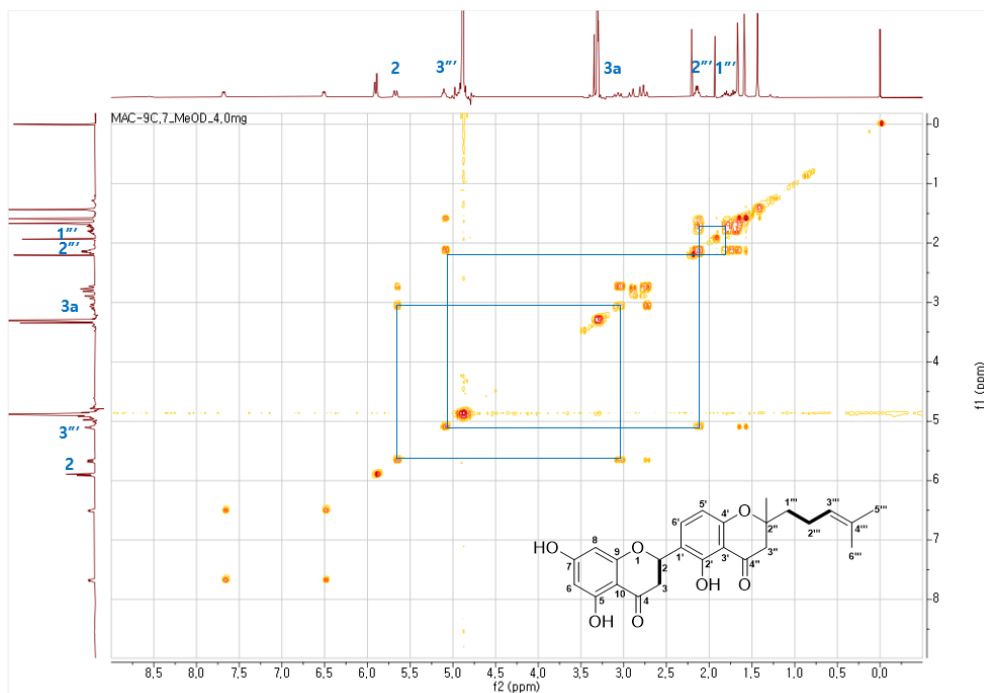 2 3''' 3a 2''' 1'''
MAC-9C,7_MeOD_4,0mg
1'''
2'''
3a
3'''
2
0
1
2
3
4
5
6
7
8
f1 (ppm)
5' 4' O 1''' 3''' 5'''
6' 2'' 2''' 4'''
HO 8 9 O 1' 3' 3'' 6'''
7 1 2 2' 4''
6 10 3 OH O
5 4
OH O
8,5 8,0 7,5 7,0 6,5 6,0 5,5 5,0 4,5 4,0 3,5 3,0 2,5 2,0 1,5 1,0 0,5 0,0
f2 (ppm)